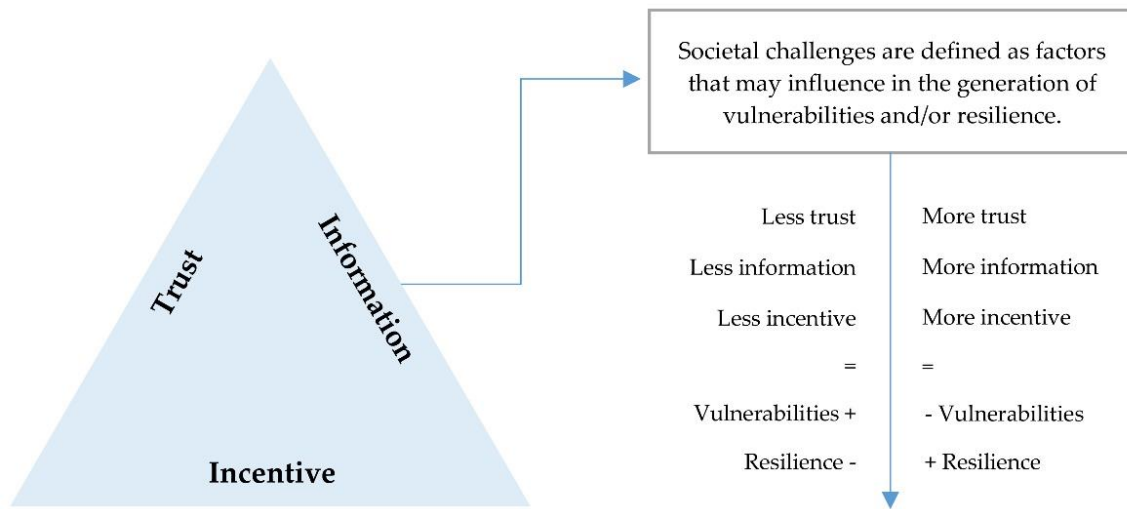 Trust
Information
Incentive
Societal challenges are defined as factors
that may influence in the generation of
vulnerabilities and/or resilience.
Less trust
More trust
Less information
More information
Less incentive
More incentive
=
=
Vulnerabilities +
- Vulnerabilities
Resilience -
+ Resilience